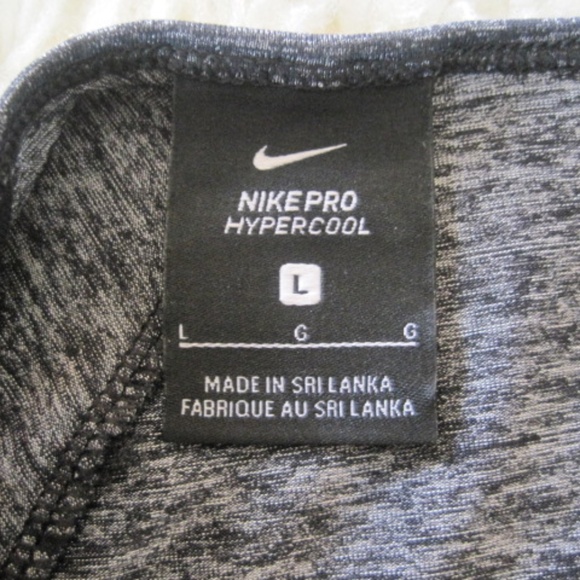 NIKE PRO
HYPERCOOL
L
L G G
MADE IN SRI LANKA
FABRIQUE AU SRI LANKA